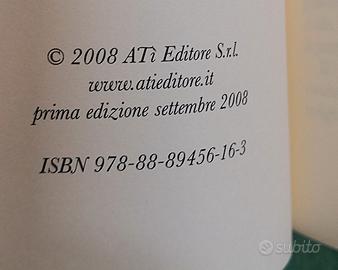 © 2008 ATì Editore S.r.l.
www.atieditore.it
prima edizione settembre 2008
ISBN 978-88-89456-16-3
subito